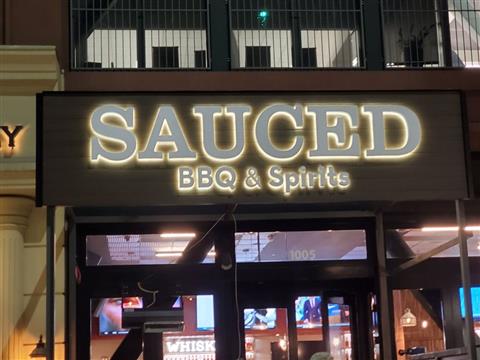 SAUCED
BBQ & Spirits
Y
1005
WHISK